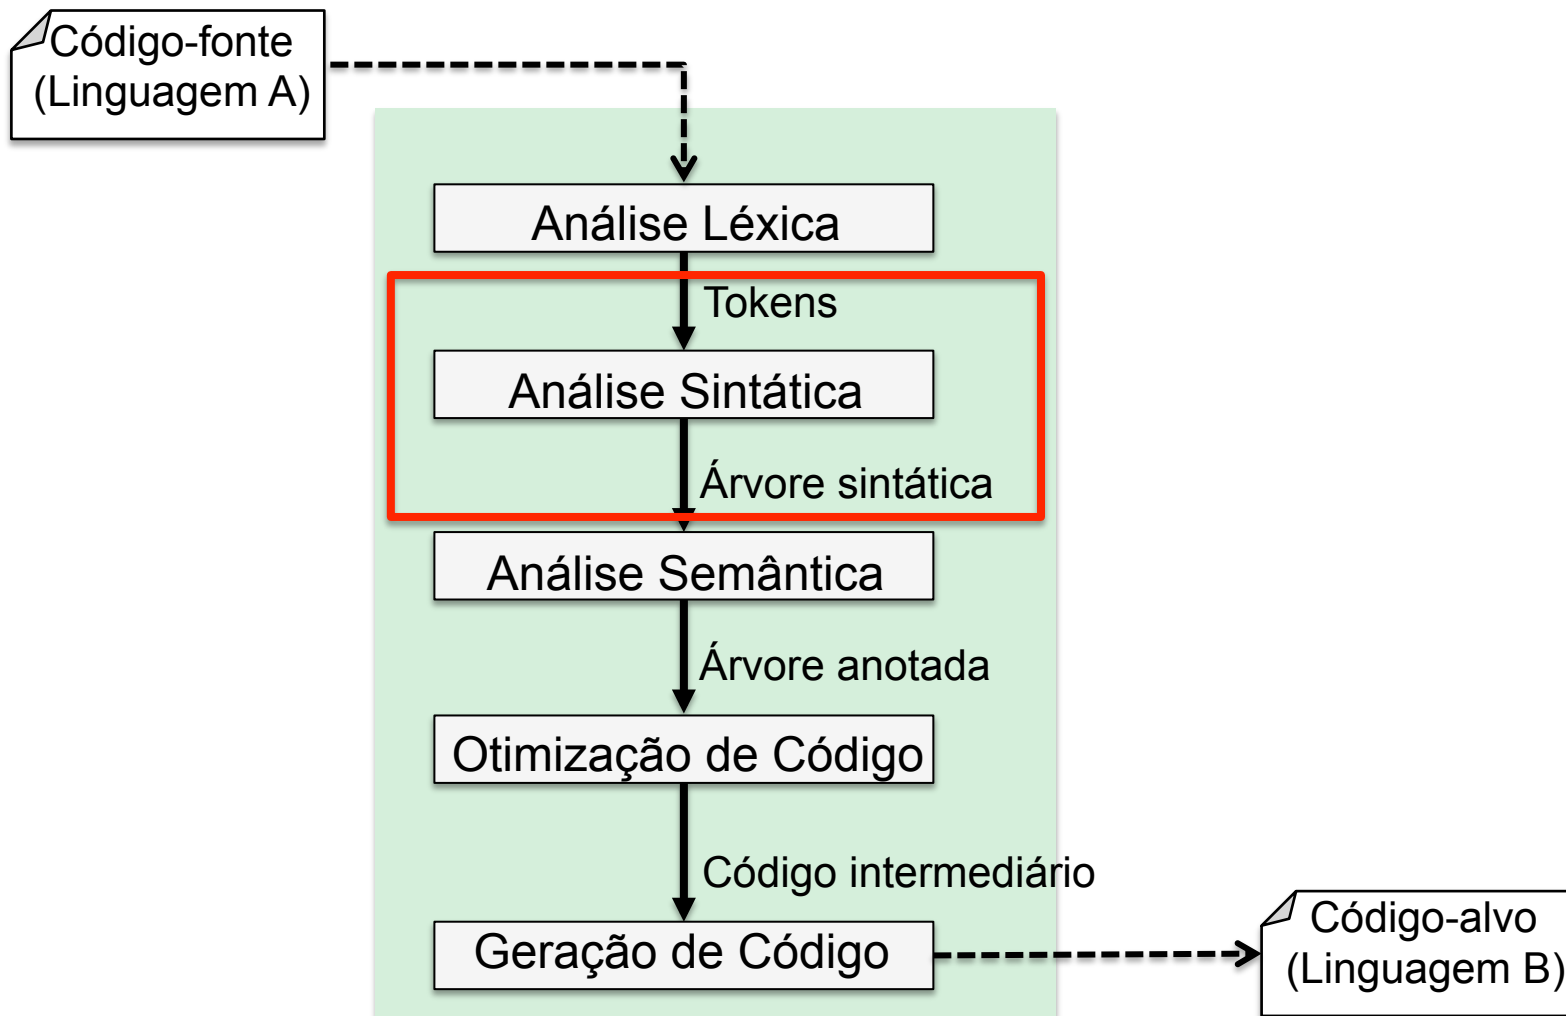 Código-fonte
(Linguagem A)
Análise Léxica
Tokens
Análise Sintática
Árvore sintática
Análise Semântica
Árvore anotada
Otimização de Código
Código intermediário
Geração de Código
Código-alvo
(Linguagem B)